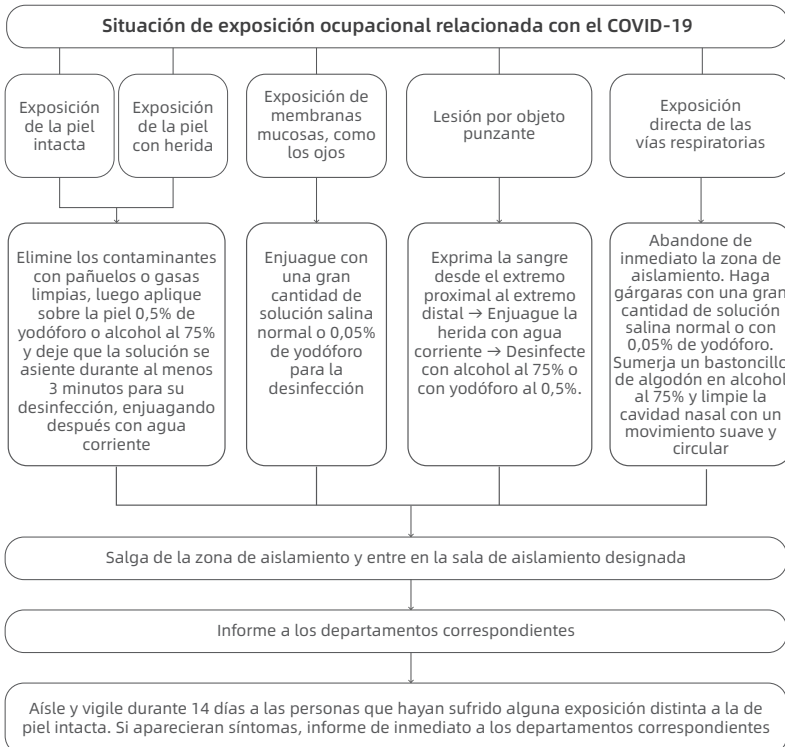 Situación de exposición ocupacional relacionada con el COVID-19
Exposición
de la piel
intacta
Exposición
de la piel
con herida
Exposición de
membranas
mucosas, como
los ojos
Lesión por objeto
punzante
Exposición
directa de las
vías respiratorias
Elimine los contaminantes
con pañuelos o gasas
limpias, luego aplique
sobre la piel 0,5% de
yodóforo o alcohol al 75%
y deje que la solución se
asiente durante al menos
3 minutos para su
desinfección, enjuagando
después con agua
corriente
Enjuague con
una gran
cantidad de
solución salina
normal o 0,05%
de yodóforo
para la
desinfección
Exprima la sangre
desde el extremo
proximal al extremo
distal → Enjuague la
herida con agua
corriente → Desinfecte
con alcohol al 75% o
con yodóforo al 0,5%.
Abandone de
inmediato la zona de
aislamiento. Haga
gárgaras con una gran
cantidad de solución
salina normal o con
0,05% de yodóforo.
Sumerja un bastoncillo
de algodón en alcohol
al 75% y limpie la
cavidad nasal con un
movimiento suave y
circular
Salga de la zona de aislamiento y entre en la sala de aislamiento designada
Informe a los departamentos correspondientes
Aísle y vigile durante 14 días a las personas que hayan sufrido alguna exposición distinta a la de
piel intacta. Si aparecieran síntomas, informe de inmediato a los departamentos correspondientes